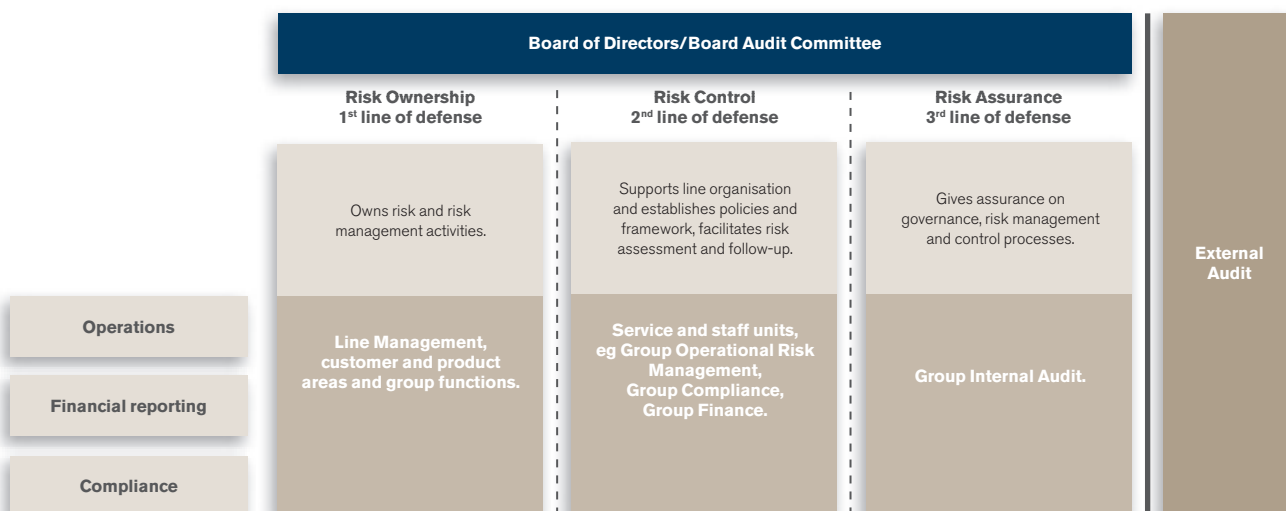 Board of Directors/Board Audit Committee
Risk Ownership
1st line of defense
Risk Control
2nd line of defense
Risk Assurance
3rd line of defense
Owns risk and risk
management activities.
Supports line organisation
and establishes policies and
framework, facilitates risk
assessment and follow-up.
Gives assurance on
governance, risk management
and control processes.
External
Audit
Operations
Financial reporting
Compliance
Line Management,
customer and product
areas and group functions.
Service and staff units,
eg Group Operational Risk
Management,
Group Compliance,
Group Finance.
Group Internal Audit.